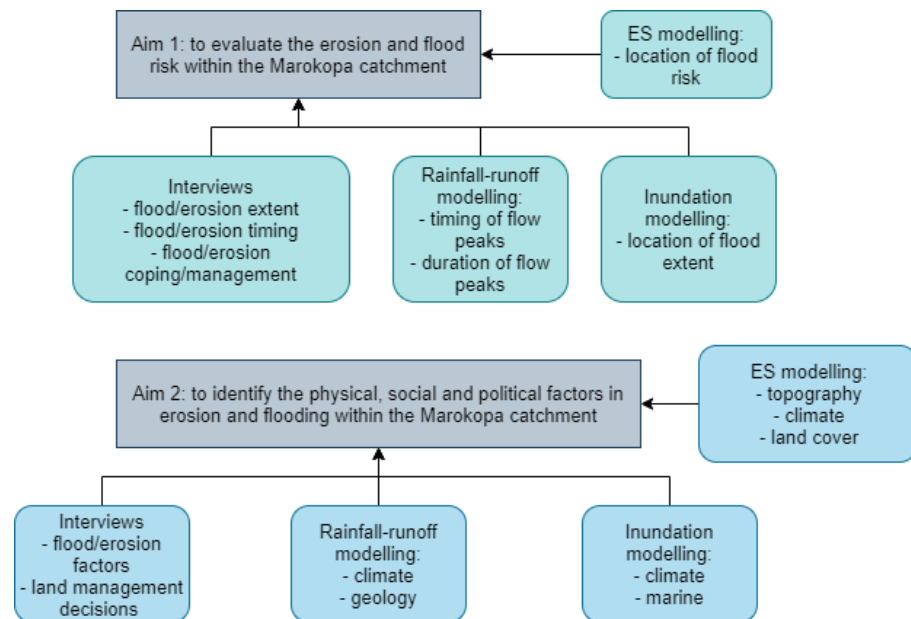 Aim 1: to evaluate the erosion and flood
risk within the Marokopa catchment
ES modelling:
- location of flood
risk
Interviews
- flood/erosion extent
- flood/erosion timing
- flood/erosion
coping/management
Rainfall-runoff
modelling:
- timing of flow
peaks
- duration of flow
peaks
Inundation
modelling:
- location of flood
extent
Aim 2: to identify the physical, social and political factors in
erosion and flooding within the Marokopa catchment
ES modelling:
- topography
- climate
- land cover
Interviews
- flood/erosion
factors
- land management
decisions
Rainfall-runoff
modelling:
- climate
- geology
Inundation
modelling:
- climate
- marine